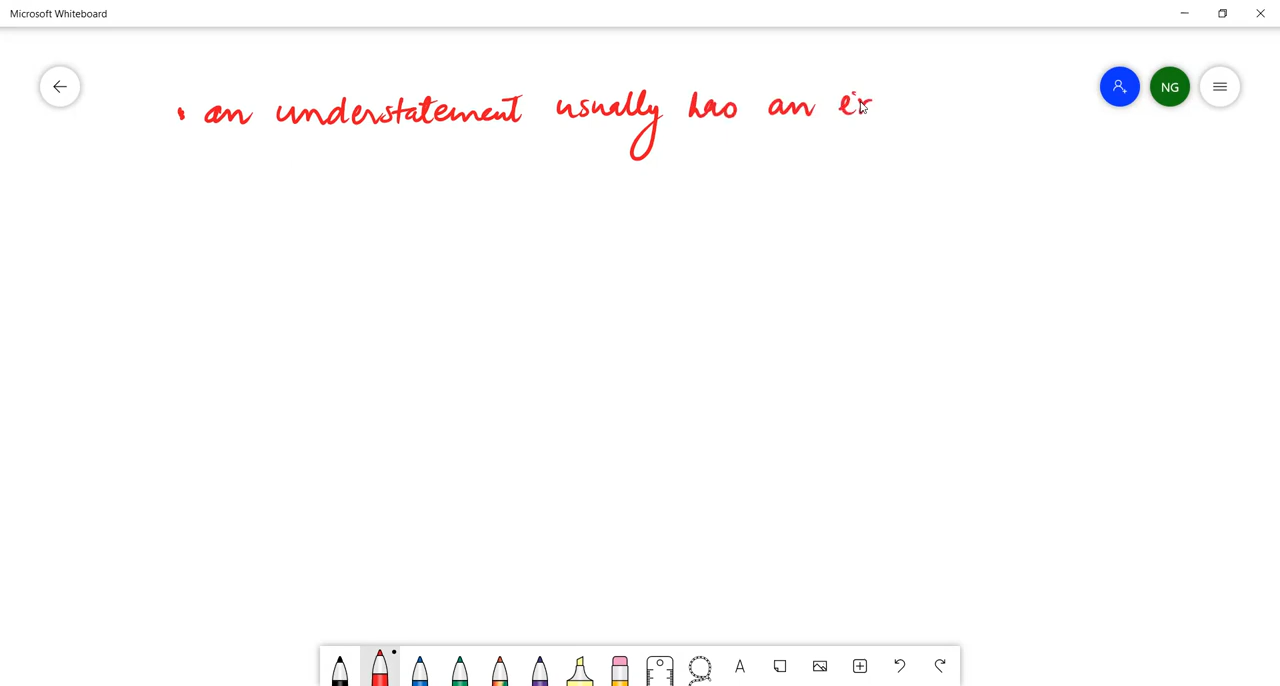 Microsoft Whiteboard
• an understatement usually has an
NG
A